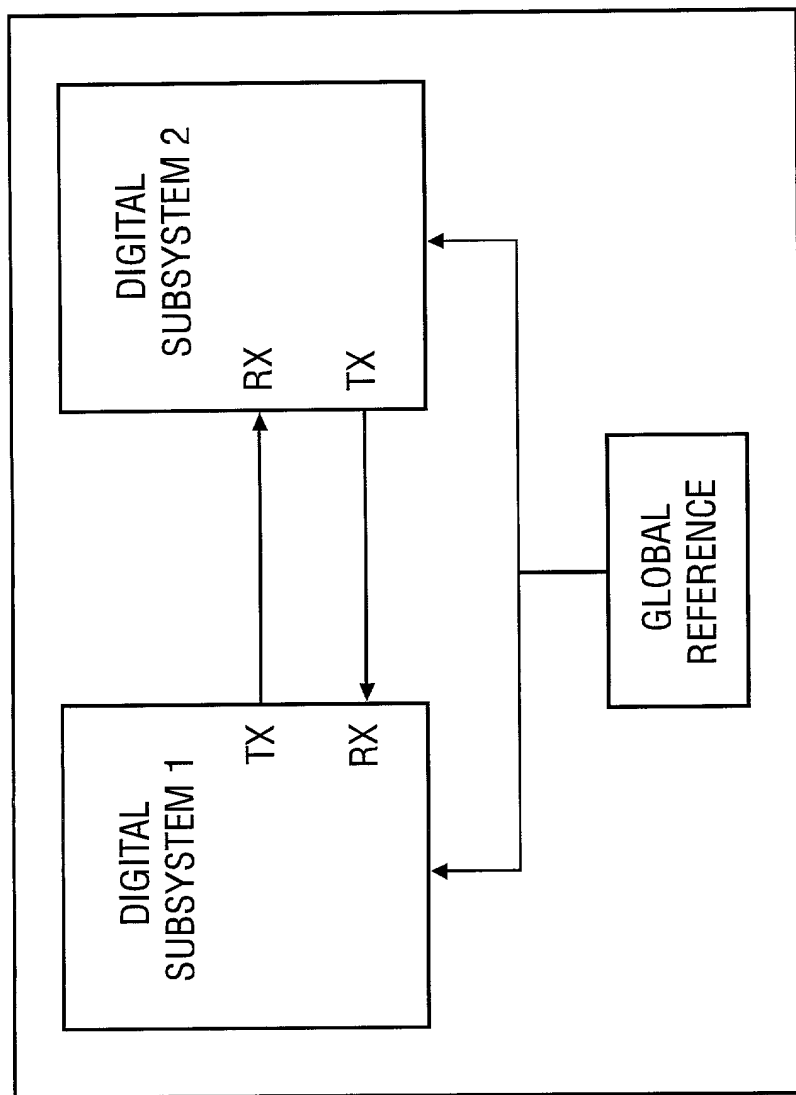 DIGITAL
SUBSYSTEM 1
TX
RX
DIGITAL
SUBSYSTEM 2
RX
TX
GLOBAL
REFERENCE